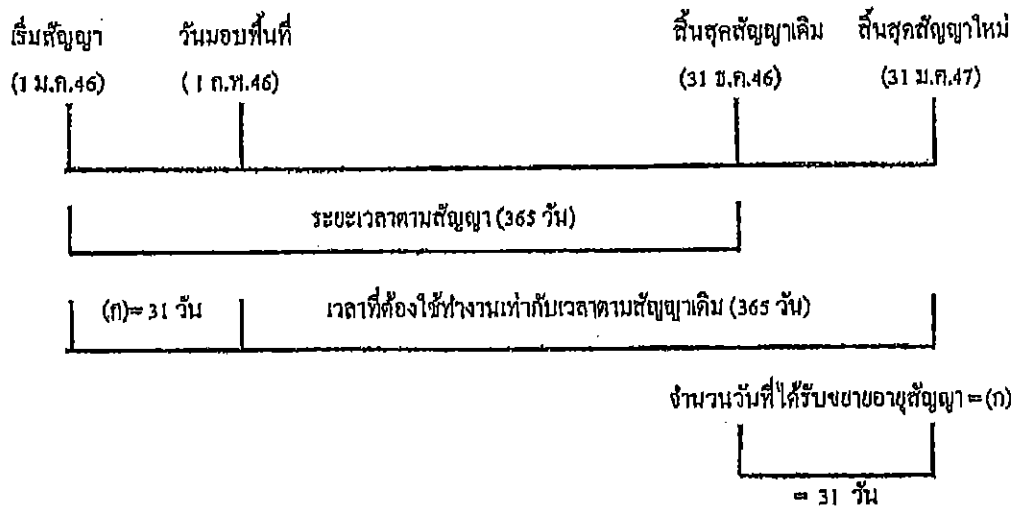 เริ่มสัญญา วันมอบพื้นที่ สิ้นสุดสัญญาเดิม สิ้นสุดสัญญาใหม่
(1 ม.ค.46) (1 ก.พ.46) (31 ธ.ค.46) (31 ม.ค.47)
ระยะเวลาตามสัญญา (365 วัน)
(ก)= 31 วัน เวลาที่ต้องใช้ทำงานเท่ากับเวลาตามสัญญาเดิม (365 วัน)
จำนวนวันที่ได้รับขยายอายุสัญญา = (ก)
= 31 วัน